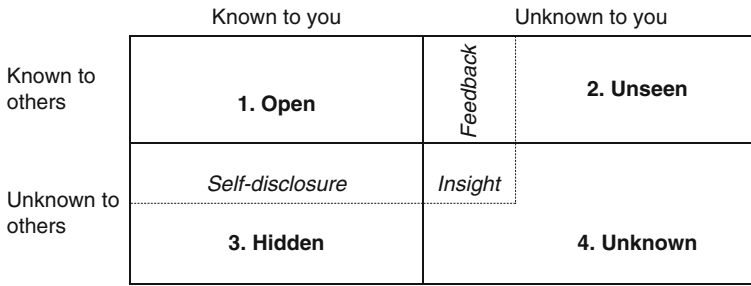 Known to you
Unknown to you
Known to
others
1. Open
Feedback
2. Unseen
Unknown to
others
Self-disclosure
Insight
3. Hidden
4. Unknown